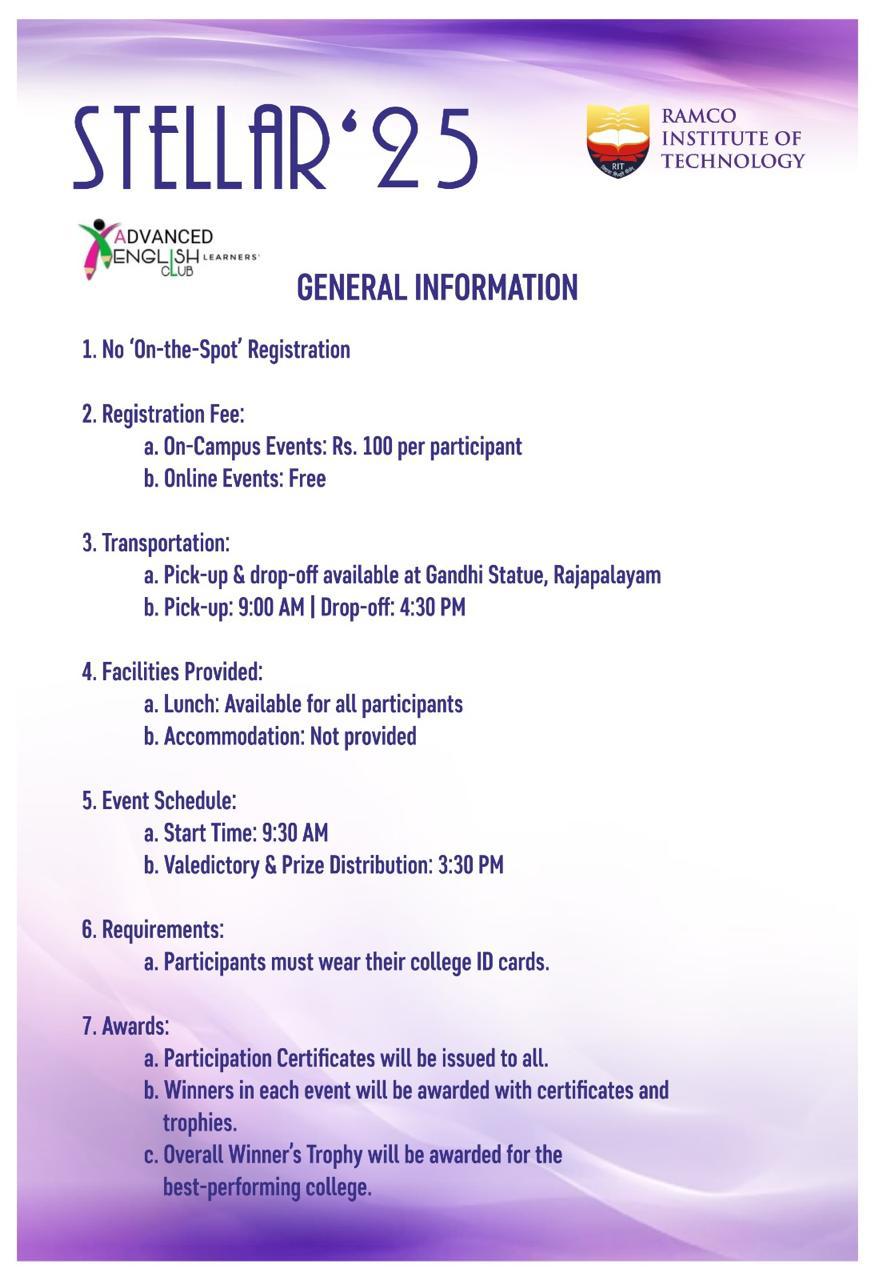 STELLAR‘25
RAMCO
INSTITUTE OF
TECHNOLOGY
RIT
ADVANCED
ENGLISH LEARNERS'
CLUB
GENERAL INFORMATION
1. No ‘On-the-Spot’ Registration
2. Registration Fee:
a. On-Campus Events: Rs. 100 per participant
b. Online Events: Free
3. Transportation:
a. Pick-up & drop-off available at Gandhi Statue, Rajapalayam
b. Pick-up: 9:00 AM | Drop-off: 4:30 PM
4. Facilities Provided:
a. Lunch: Available for all participants
b. Accommodation: Not provided
5. Event Schedule:
a. Start Time: 9:30 AM
b. Valedictory & Prize Distribution: 3:30 PM
6. Requirements:
a. Participants must wear their college ID cards.
7. Awards:
a. Participation Certificates will be issued to all.
b. Winners in each event will be awarded with certificates and
trophies.
c. Overall Winner’s Trophy will be awarded for the
best-performing college.